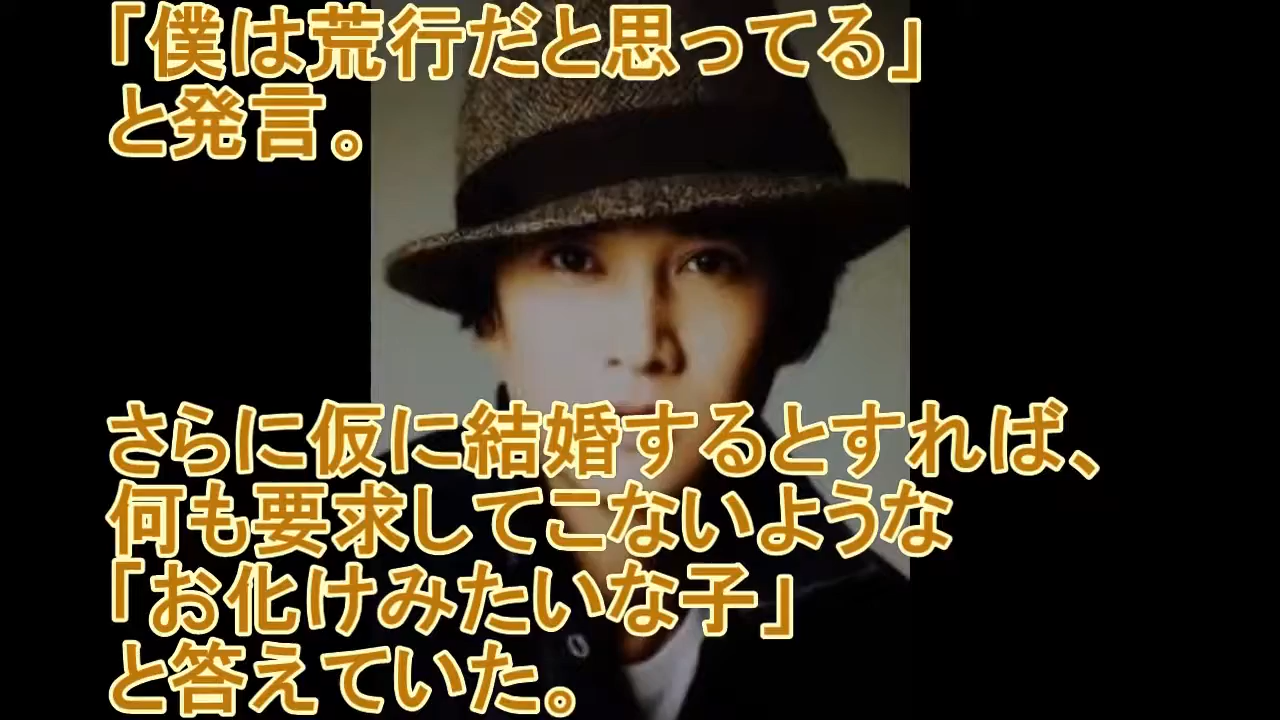 「僕は荒行だと思ってる」
と発言。
さらに仮に結婚するとすれば、
何も要求してこないような
「お化けみたいな子」
と答えていた。